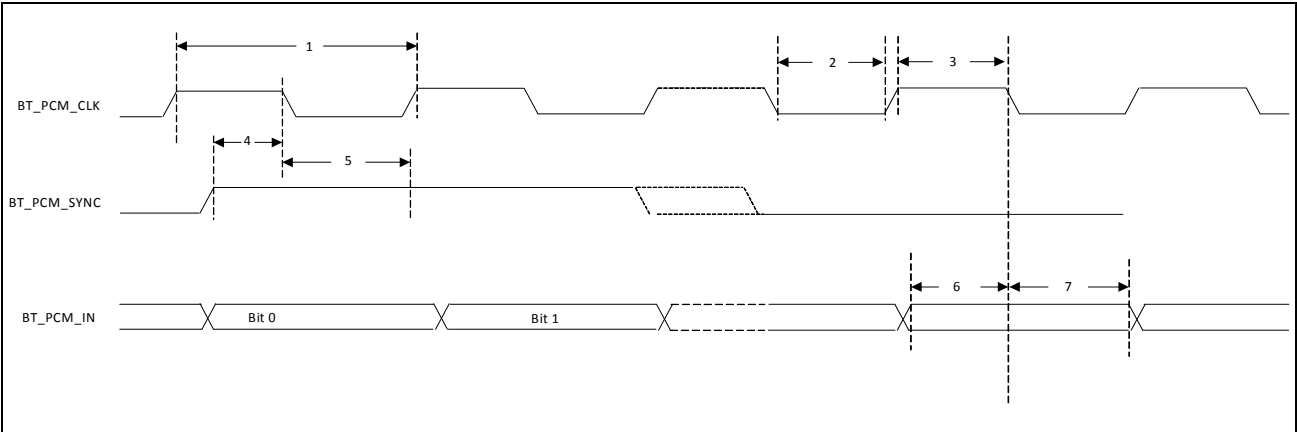 1
2
3
BT_PCM_CLK
4
5
BT_PCM_SYNC
6
7
BT_PCM_IN
Bit 0
Bit 1